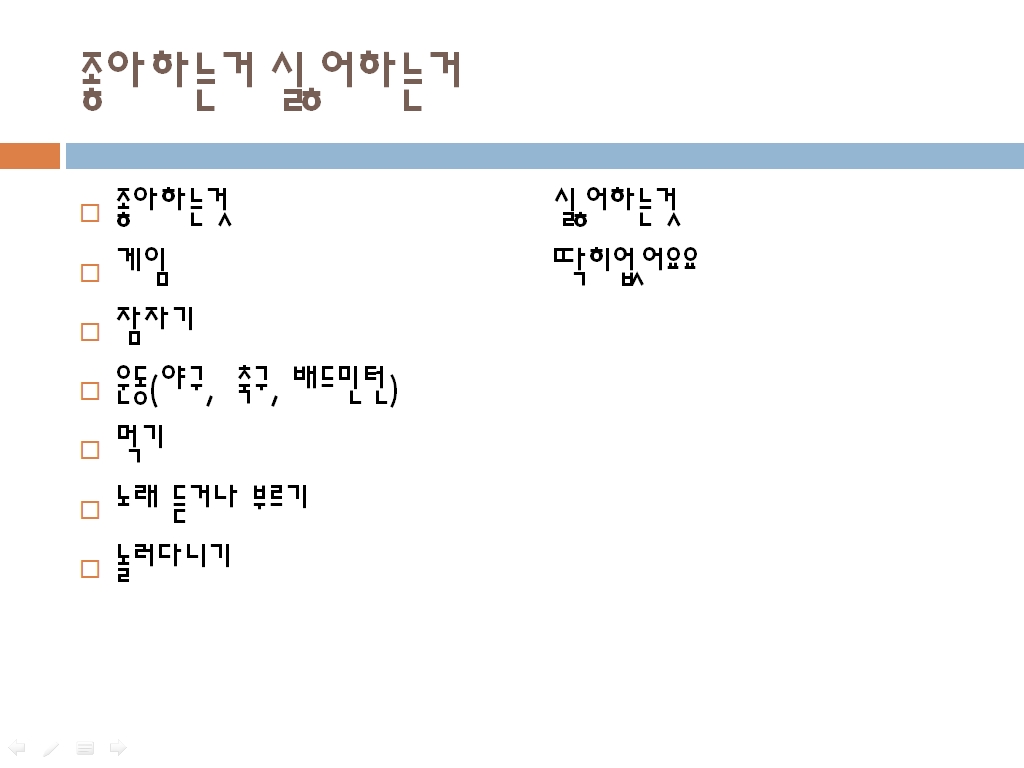 좋아하는거 싫어하는거
좋아하는것 싫어하는것
게임 딱히없어요요
잠자기
운동(야구, 축구, 배드민턴)
먹기
노래 듣거나 부르기
놀러다니기